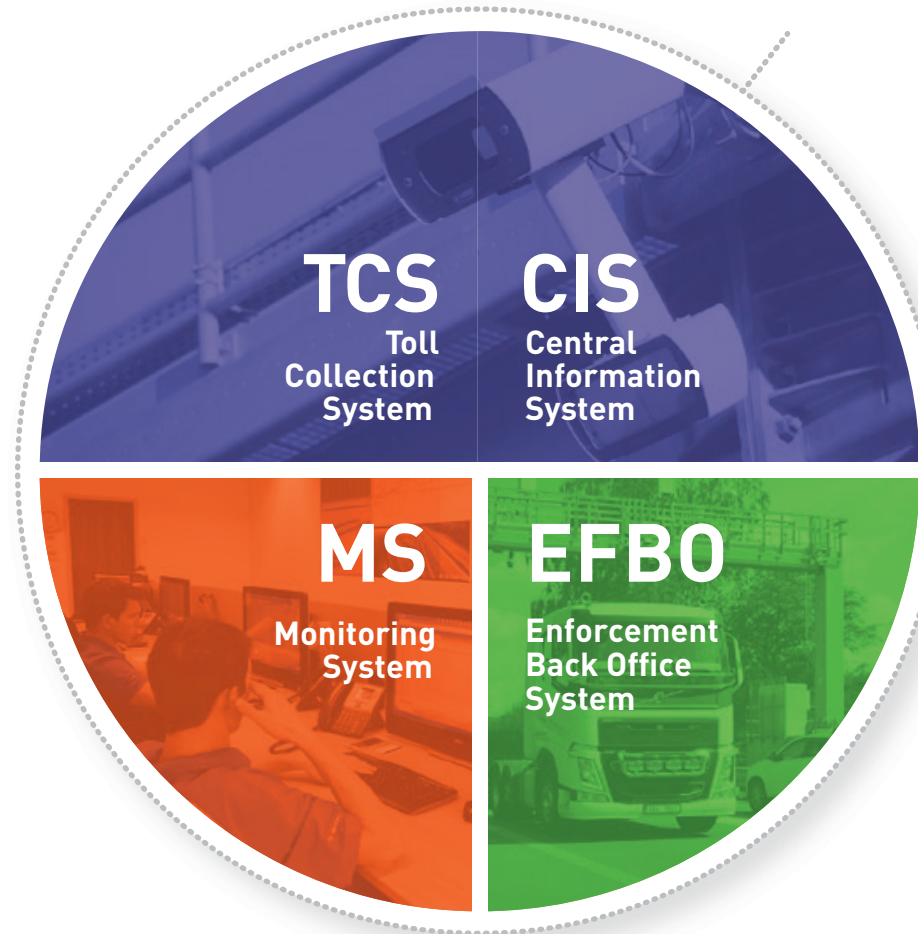 TCS
Toll
Collection
System
CIS
Central
Information
System
MS
Monitoring
System
EFBO
Enforcement
Back Office
System